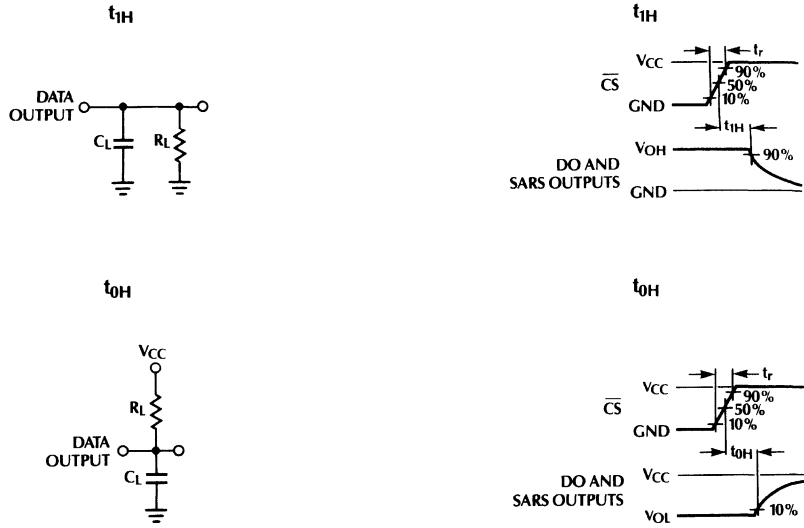 t1H
DATA
OUTPUT
CL
RL
t1H
tr
VCC
90%
CS
50%
10%
GND
t1H
VOH
90%
DO AND
SARS OUTPUTS
GND
t0H
VCC
RL
DATA
OUTPUT
CL
t0H
tr
VCC
90%
CS
50%
10%
GND
t0H
VCC
DO AND
SARS OUTPUTS
10%
VOL